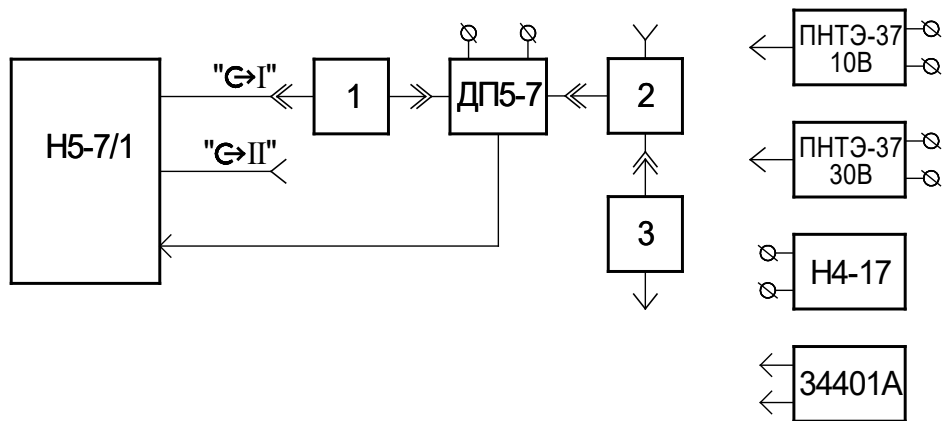 "G→I"
"G→II"
Н5-7/1
1
ДП5-7
2
3
ПНТЭ-37
10В
ПНТЭ-37
30В
Н4-17
34401А